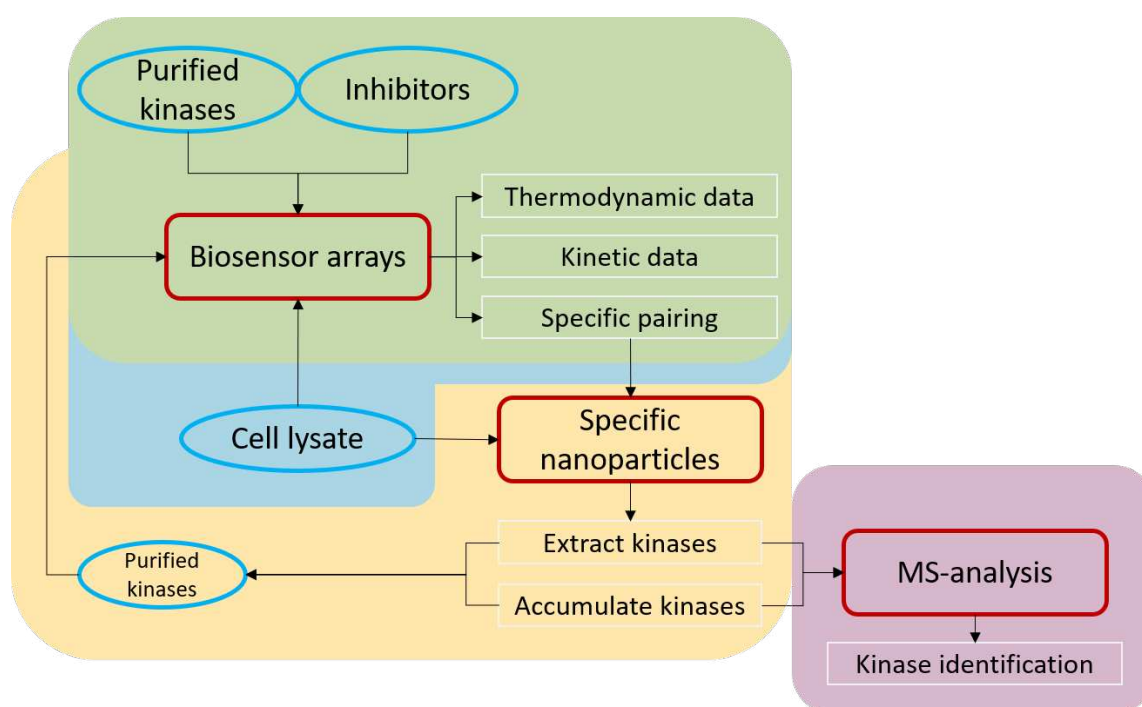 Purified
kinases
Inhibitors
Thermodynamic data
Biosensor arrays
Kinetic data
Specific pairing
Cell lysate
Specific
nanoparticles
Purified
kinases
Extract kinases
Accumulate kinases
MS-analysis
Kinase identification